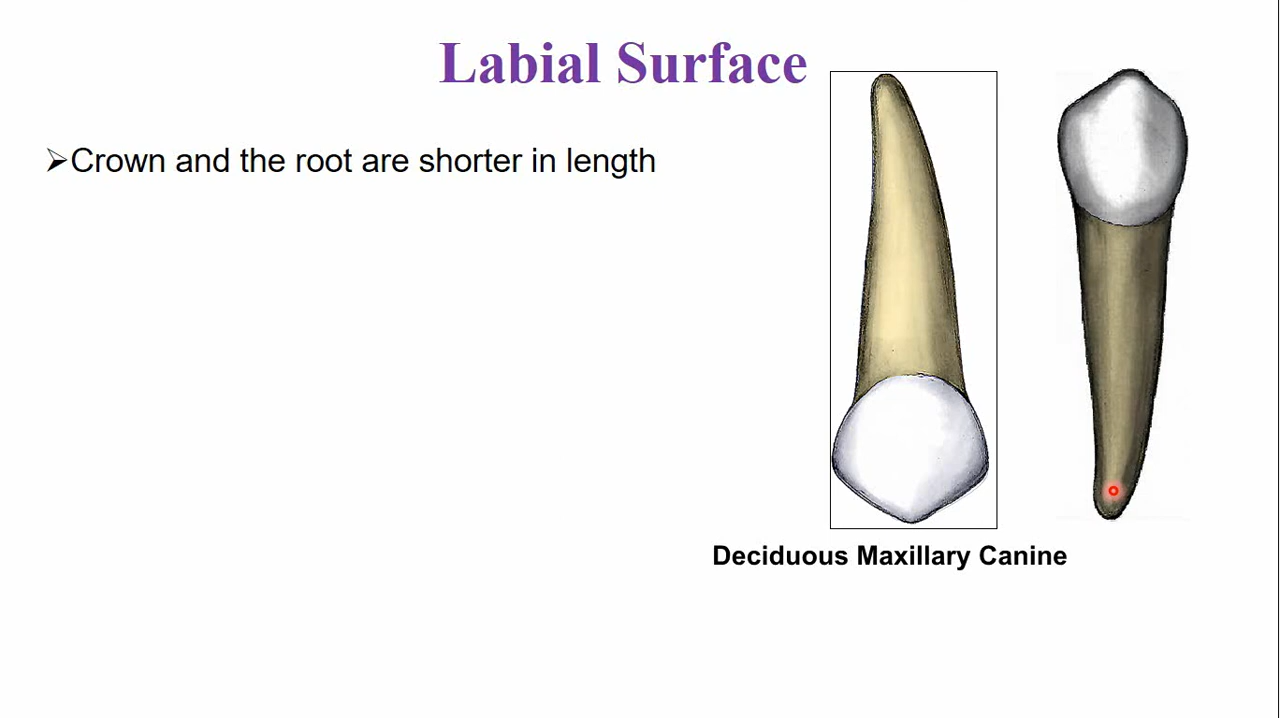 Labial Surface
➢Crown and the root are shorter in length
Deciduous Maxillary Canine